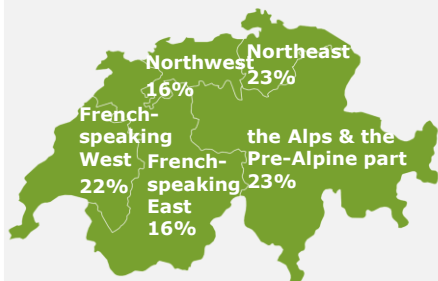 Northwest
16%
Northeast
23%
French-
speaking
West
22%
French-
speaking
East
16%
the Alps & the
Pre-Alpine part
23%